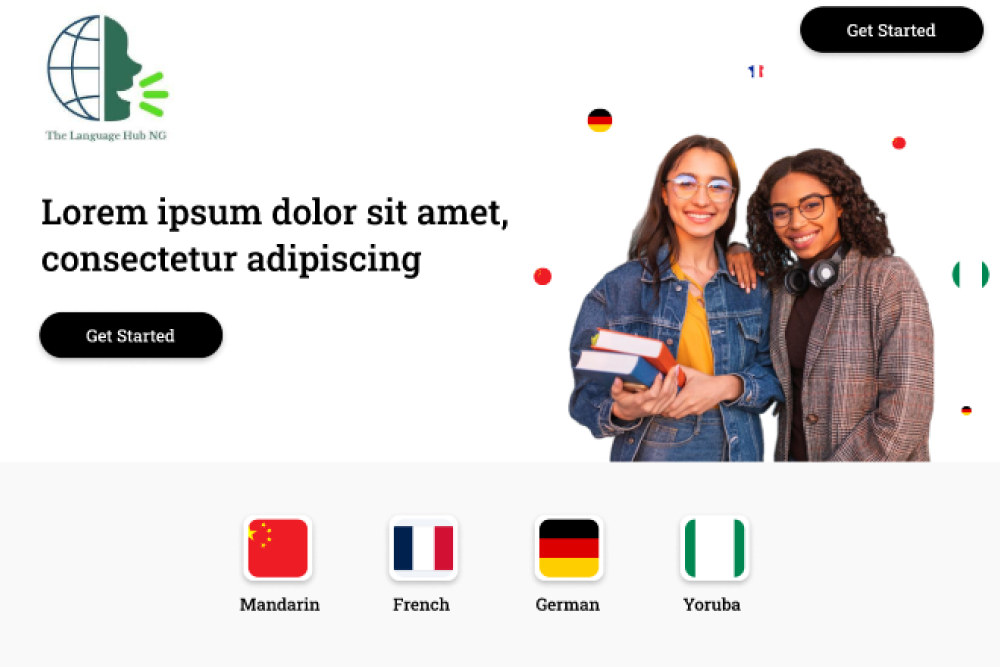 Get Started
The Language Hub NG
Lorem ipsum dolor sit amet,
consectetur adipiscing
Get Started
Mandarin
French
German
Yoruba